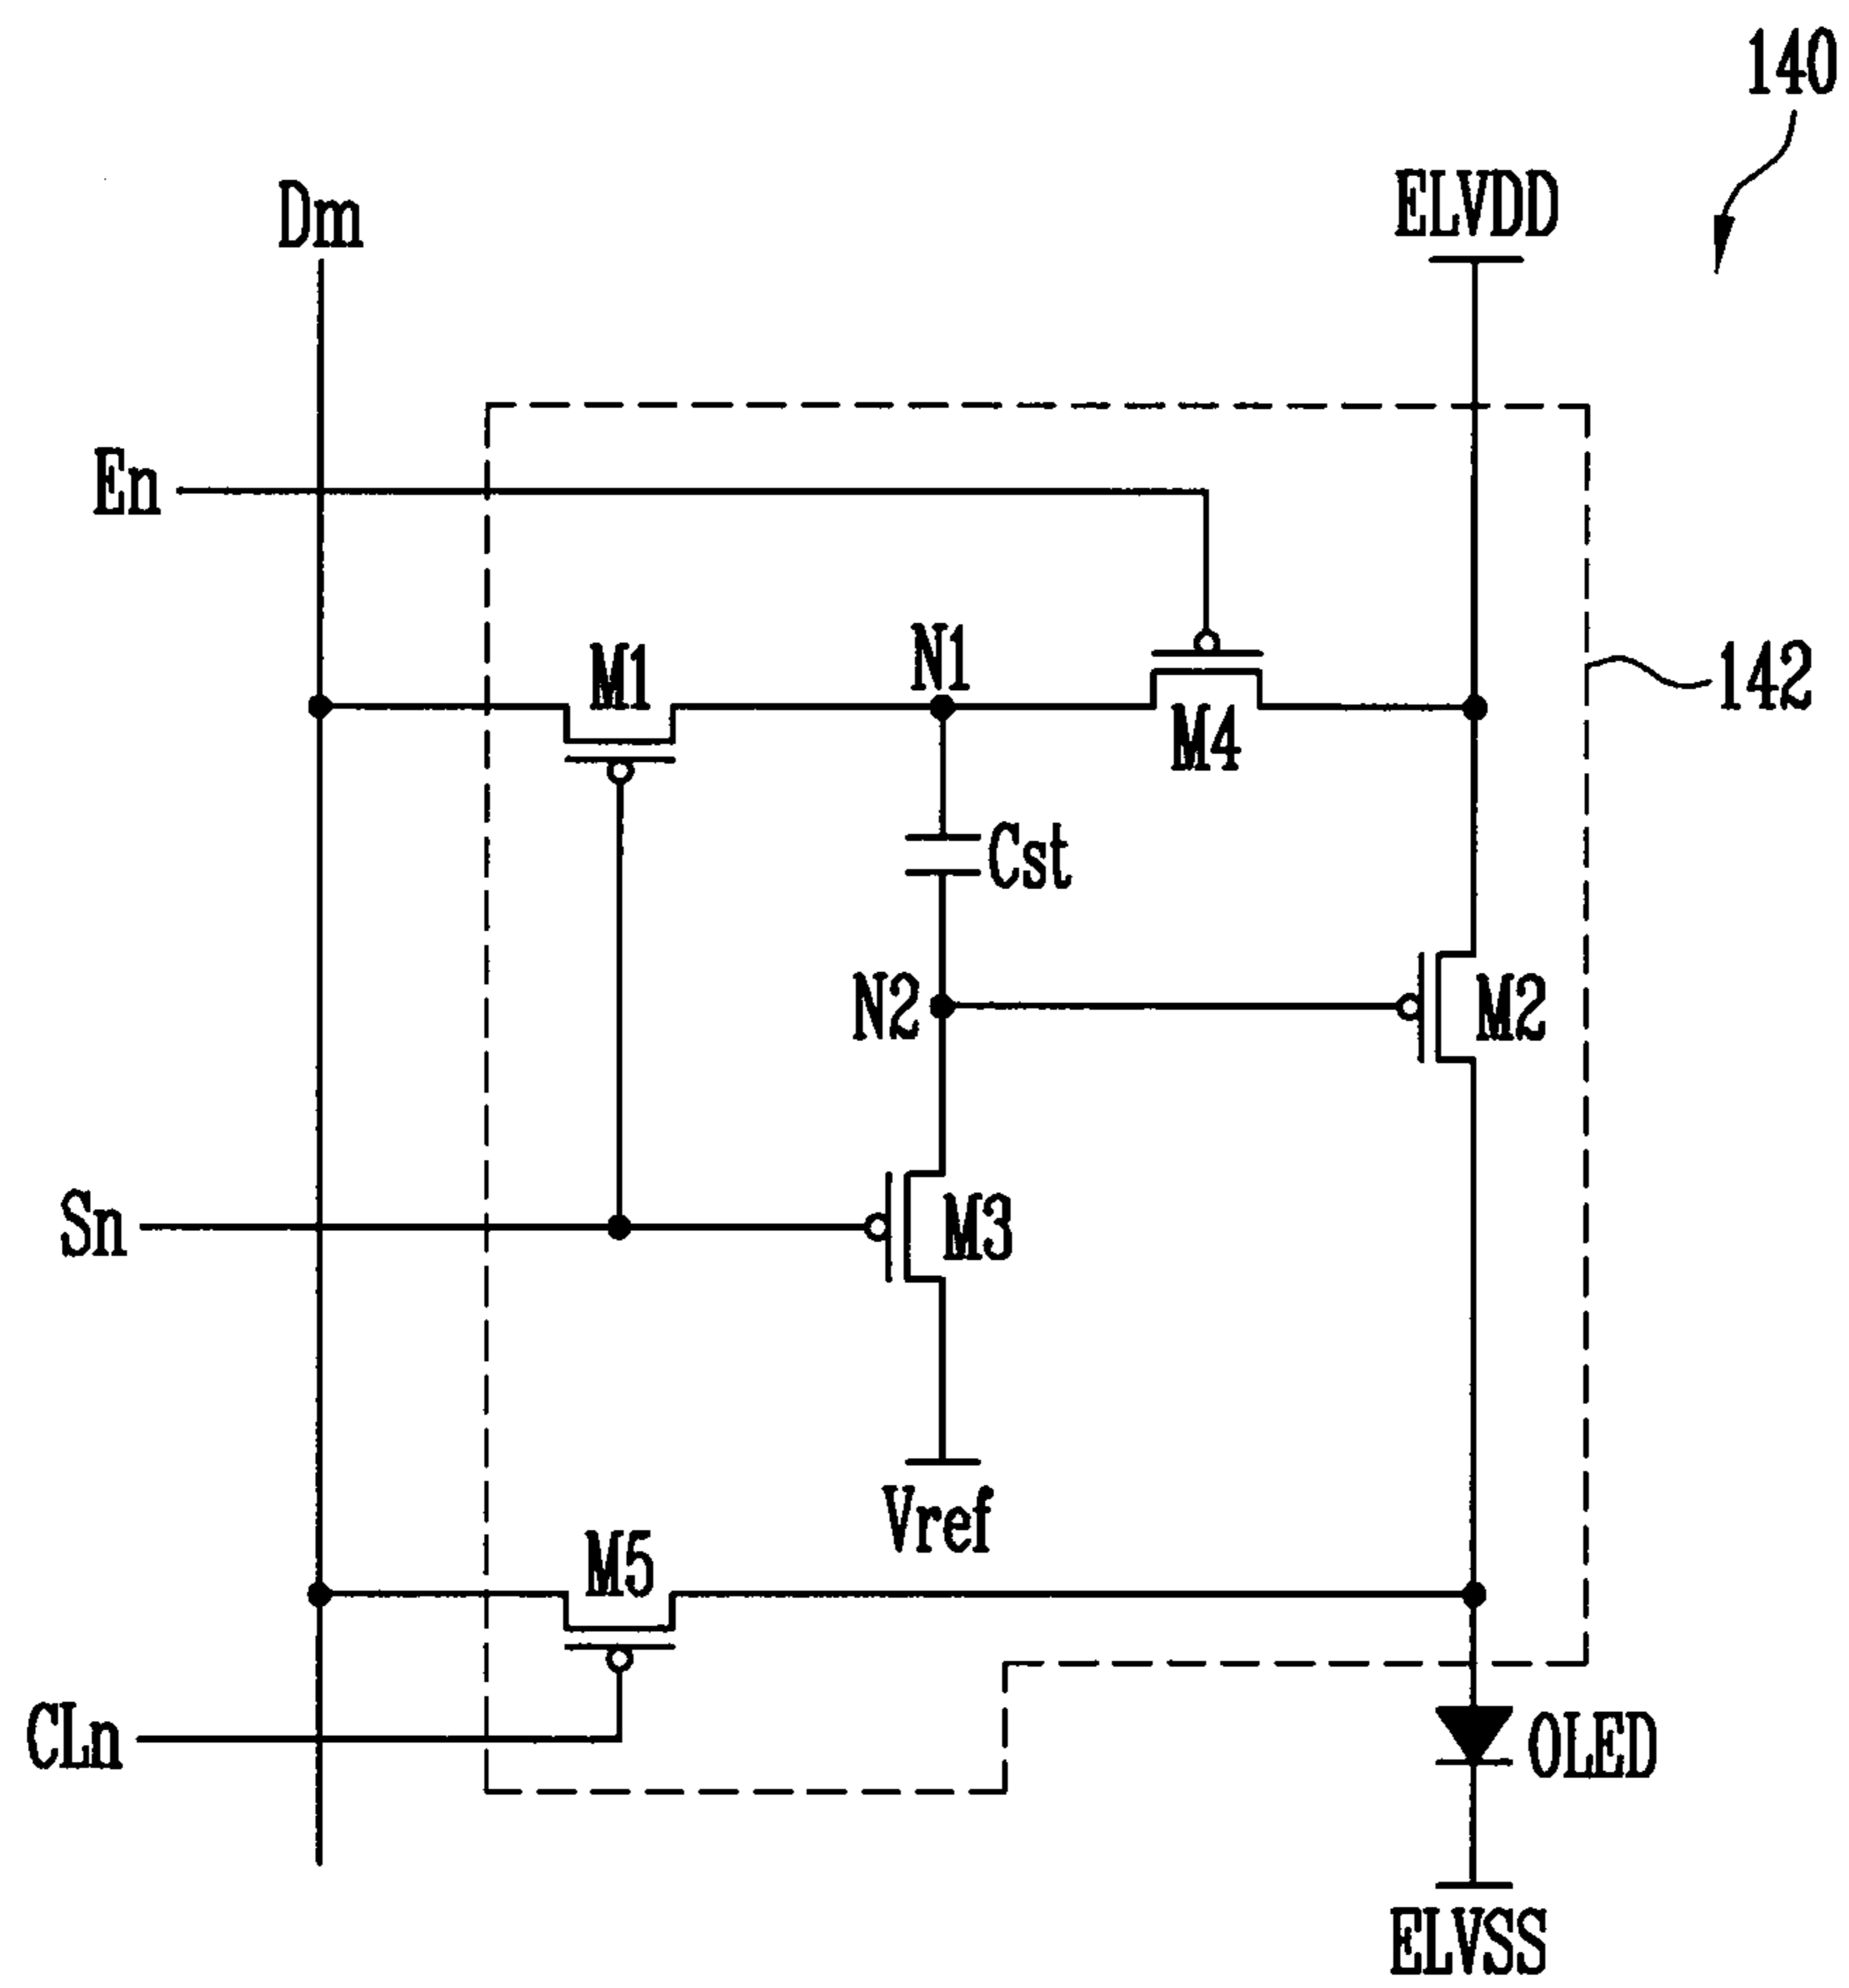 140
ELVDD
Dm
En
N1
M1
142
M4
Cst
N2
M2
Sn
M3
Vref
M5
CLn
OLED
ELVSS